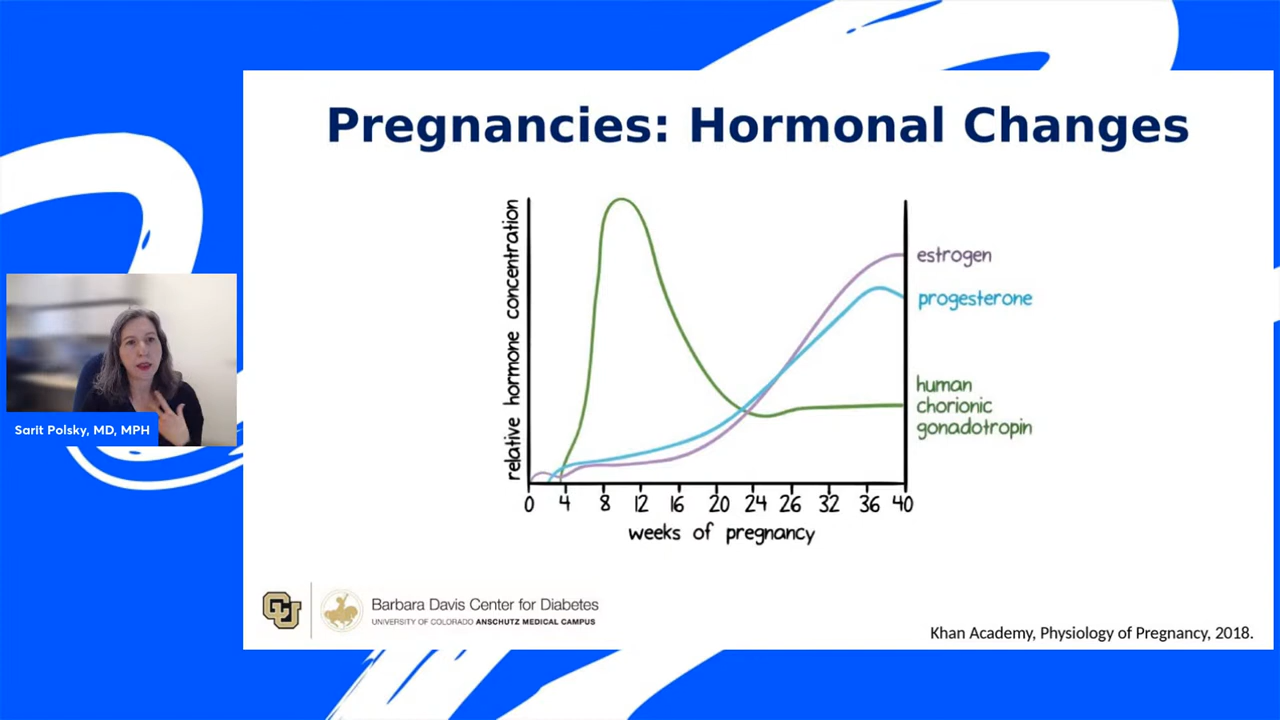 Pregnancies: Hormonal Changes
relative hormone concentration
estrogen
progesterone
human
chorionic
gonadotropin
0 4 8 12 16 20 24 26 28 32 36 40
weeks of pregnancy
Sarit Polsky, MD, MPH
CU
Barbara Davis Center for Diabetes
UNIVERSITY OF COLORADO ANSCHUTZ MEDICAL CAMPUS
Khan Academy, Physiology of Pregnancy, 2018.